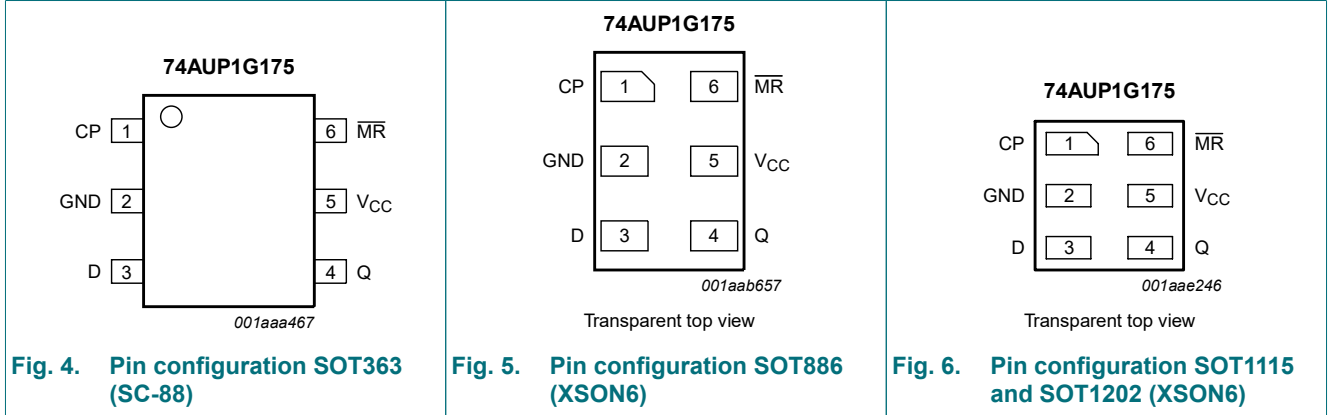 74AUP1G175
CP 1 6 M̅R̅
GND 2 5 VCC
D 3 4 Q
001aaa467
Fig. 4. Pin configuration SOT363
(SC-88)
74AUP1G175
CP 1 6 M̅R̅
GND 2 5 VCC
D 3 4 Q
001aab657
Transparent top view
Fig. 5. Pin configuration SOT886
(XSON6)
74AUP1G175
CP 1 6 M̅R̅
GND 2 5 VCC
D 3 4 Q
001aae246
Transparent top view
Fig. 6. Pin configuration SOT1115
and SOT1202 (XSON6)